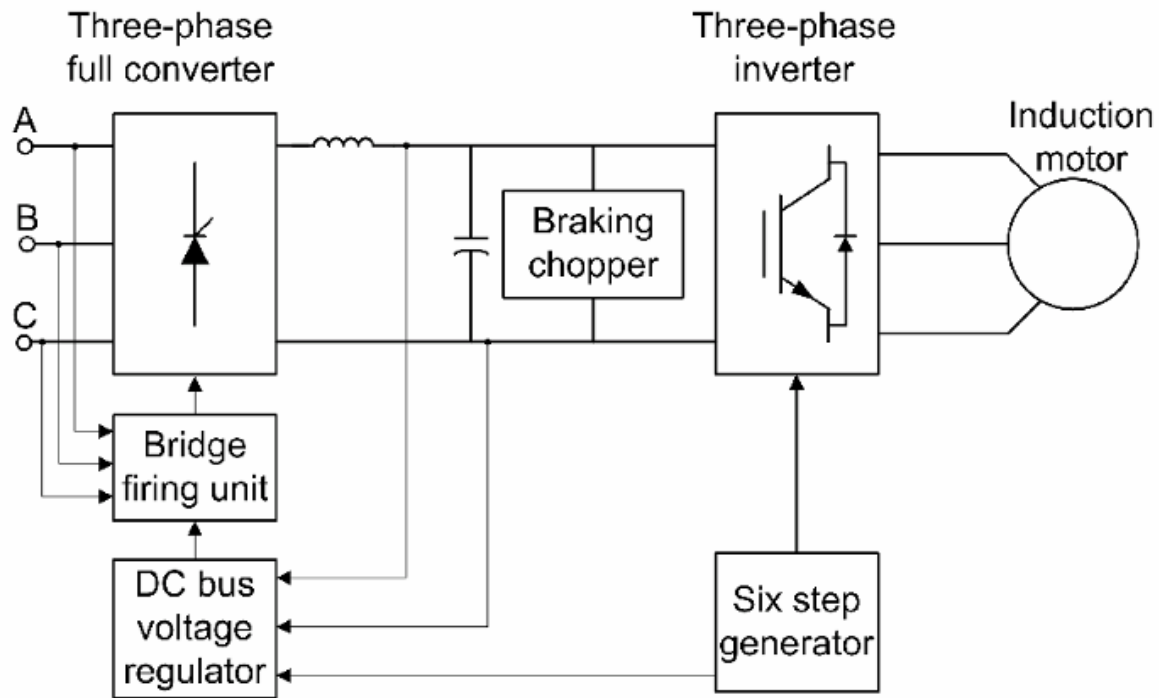 Three-phase
full converter
Three-phase
inverter
Induction
motor
A
B
C
Braking
chopper
Bridge
firing unit
DC bus
voltage
regulator
Six step
generator